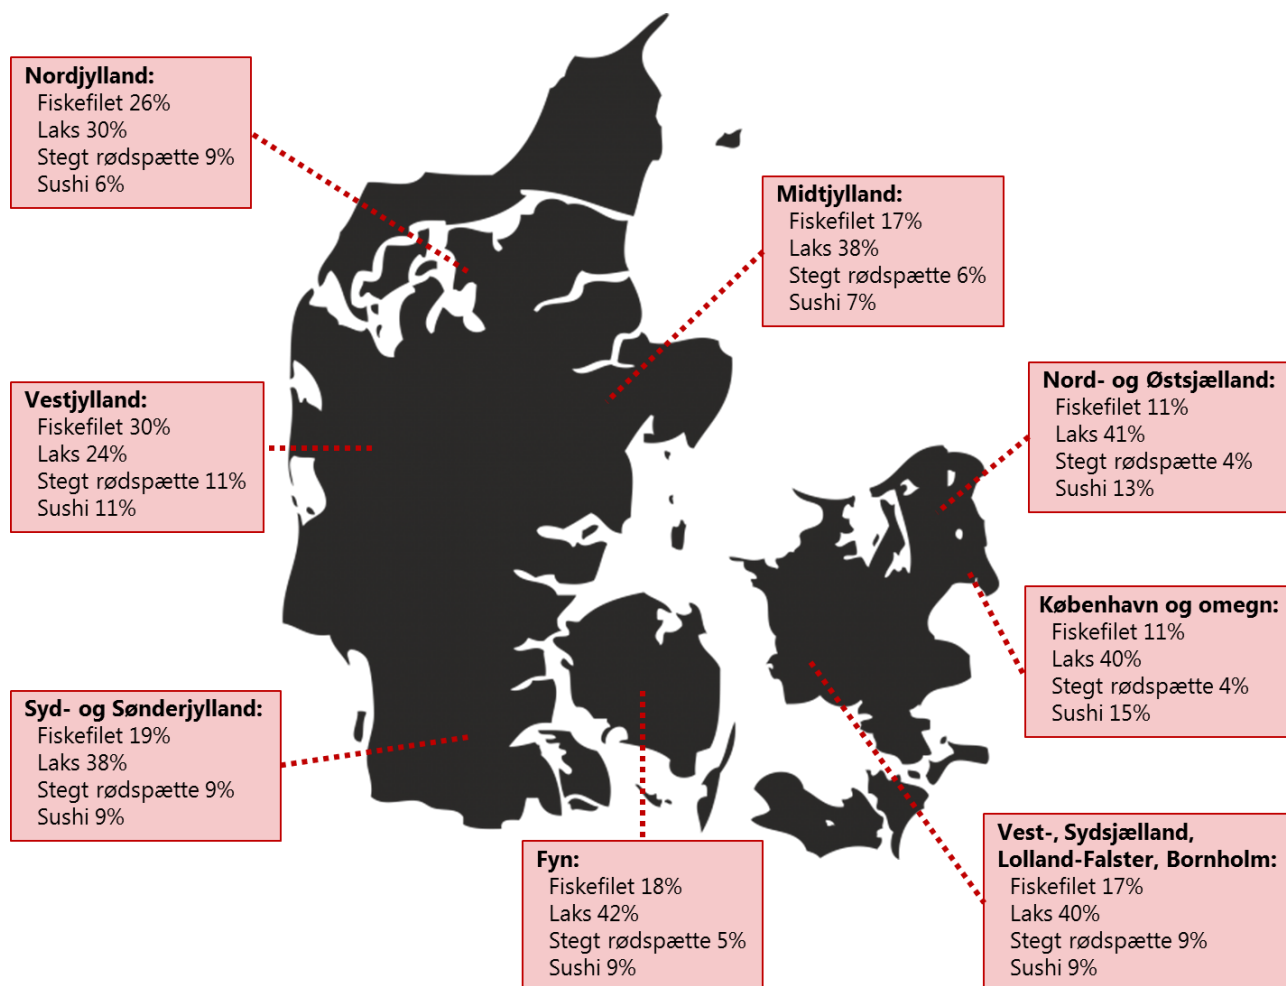 Nordjylland:
Fiskefilet 26%
Laks 30%
Stegt rødspætte 9%
Sushi 6%
Midtjylland:
Fiskefilet 17%
Laks 38%
Stegt rødspætte 6%
Sushi 7%
Nord- og Østsjælland:
Fiskefilet 11%
Laks 41%
Stegt rødspætte 4%
Sushi 13%
Vestjylland:
Fiskefilet 30%
Laks 24%
Stegt rødspætte 11%
Sushi 11%
København og omegn:
Fiskefilet 11%
Laks 40%
Stegt rødspætte 4%
Sushi 15%
Syd- og Sønderjylland:
Fiskefilet 19%
Laks 38%
Stegt rødspætte 9%
Sushi 9%
Fyn:
Fiskefilet 18%
Laks 42%
Stegt rødspætte 5%
Sushi 9%
Vest-, Sydsjælland,
Lolland-Falster, Bornholm:
Fiskefilet 17%
Laks 40%
Stegt rødspætte 9%
Sushi 9%